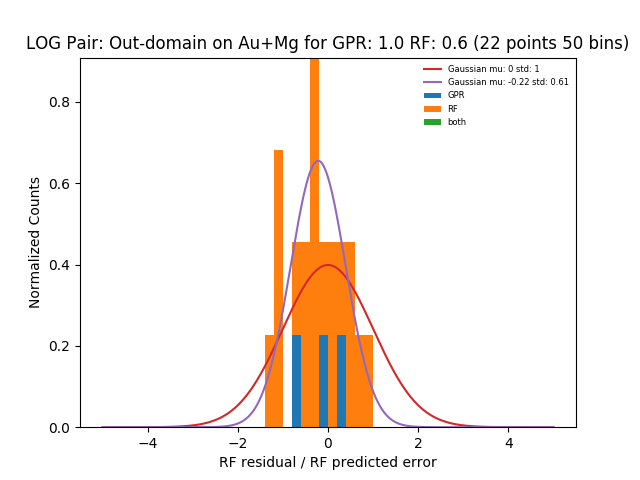 LOG Pair: Out-domain on Au+Mg for GPR: 1.0 RF: 0.6 (22 points 50 bins)
Gaussian mu: 0 std: 1
Gaussian mu: -0.22 std: 0.61
GPR
RF
both
Normalized Counts
0.8
0.6
0.4
0.2
0.0
−4 −2 0 2 4
RF residual / RF predicted error